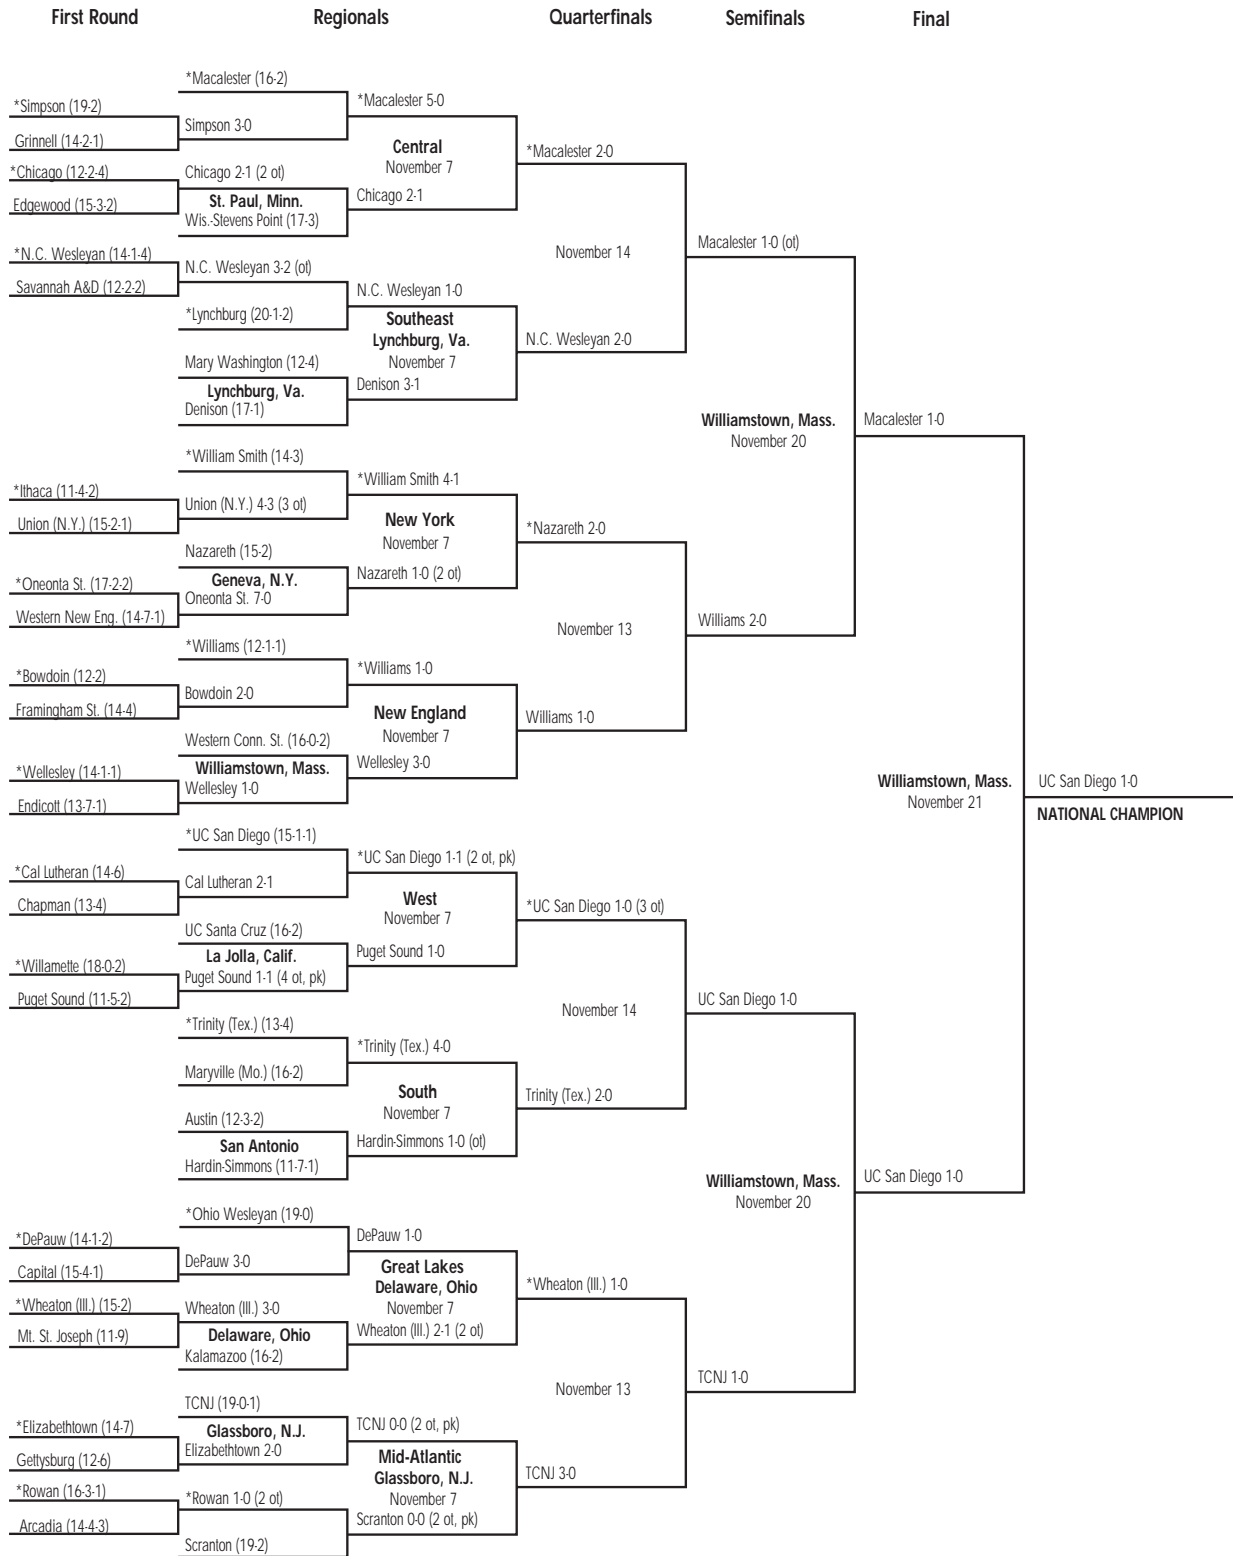 First Round
Regionals
Quarterfinals
Semifinals
Final
*Macalester (16-2)
*Simpson (19-2)
*Macalester 5-0
Simpson 3-0
Grinnell (14-2-1)
Central
November 7
*Macalester 2-0
*Chicago (12-2-4)
Chicago 2-1 (2 ot)
Edgewood (15-3-2)
St. Paul, Minn.
Wis.-Stevens Point (17-3)
Chicago 2-1
November 14
Macalester 1-0 (ot)
*N.C. Wesleyan (14-1-4)
N.C. Wesleyan 3-2 (ot)
Savannah A&D (12-2-2)
N.C. Wesleyan 1-0
*Lynchburg (20-1-2)
Southeast
Lynchburg, Va.
November 7
N.C. Wesleyan 2-0
Mary Washington (12-4)
Lynchburg, Va.
Denison (17-1)
Denison 3-1
Williamstown, Mass.
November 20
Macalester 1-0
*William Smith (14-3)
*William Smith 4-1
*Ithaca (11-4-2)
Union (N.Y.) 4-3 (3 ot)
Union (N.Y.) (15-2-1)
New York
November 7
*Nazareth 2-0
Nazareth (15-2)
Geneva, N.Y.
Nazareth 1-0 (2 ot)
*Oneonta St. (17-2-2)
Oneonta St. 7-0
Western New Eng. (14-7-1)
November 13
Williams 2-0
*Williams (12-1-1)
*Williams 1-0
*Bowdoin (12-2)
Bowdoin 2-0
Framingham St. (14-4)
New England
November 7
Williams 1-0
Western Conn. St. (16-0-2)
Williamstown, Mass.
Wellesley 3-0
*Wellesley (14-1-1)
Wellesley 1-0
Endicott (13-7-1)
Williamstown, Mass.
November 21
UC San Diego 1-0
NATIONAL CHAMPION
*UC San Diego (15-1-1)
*UC San Diego 1-1 (2 ot, pk)
*Cal Lutheran (14-6)
Cal Lutheran 2-1
Chapman (13-4)
West
November 7
*UC San Diego 1-0 (3 ot)
UC Santa Cruz (16-2)
La Jolla, Calif.
Puget Sound 1-0
*Willamette (18-0-2)
Puget Sound 1-1 (4 ot, pk)
Puget Sound (11-5-2)
November 14
UC San Diego 1-0
*Trinity (Tex.) (13-4)
*Trinity (Tex.) 4-0
Maryville (Mo.) (16-2)
South
November 7
Trinity (Tex.) 2-0
Austin (12-3-2)
San Antonio
Hardin-Simmons 1-0 (ot)
Hardin-Simmons (11-7-1)
Williamstown, Mass.
November 20
UC San Diego 1-0
*Ohio Wesleyan (19-0)
DePauw 1-0
*DePauw (14-1-2)
DePauw 3-0
Capital (15-4-1)
Great Lakes
Delaware, Ohio
November 7
*Wheaton (Ill.) 1-0
*Wheaton (Ill.) (15-2)
Wheaton (Ill.) 3-0
Mt. St. Joseph (11-9)
Delaware, Ohio
Wheaton (Ill.) 2-1 (2 ot)
Kalamazoo (16-2)
November 13
TCNJ 1-0
TCNJ (19-0-1)
TCNJ 0-0 (2 ot, pk)
*Elizabethtown (14-7)
Glassboro, N.J.
Elizabethtown 2-0
Gettysburg (12-6)
Mid-Atlantic
Glassboro, N.J.
November 7
TCNJ 3-0
*Rowan (16-3-1)
*Rowan 1-0 (2 ot)
Arcadia (14-4-3)
Scranton 0-0 (2 ot, pk)
Scranton (19-2)